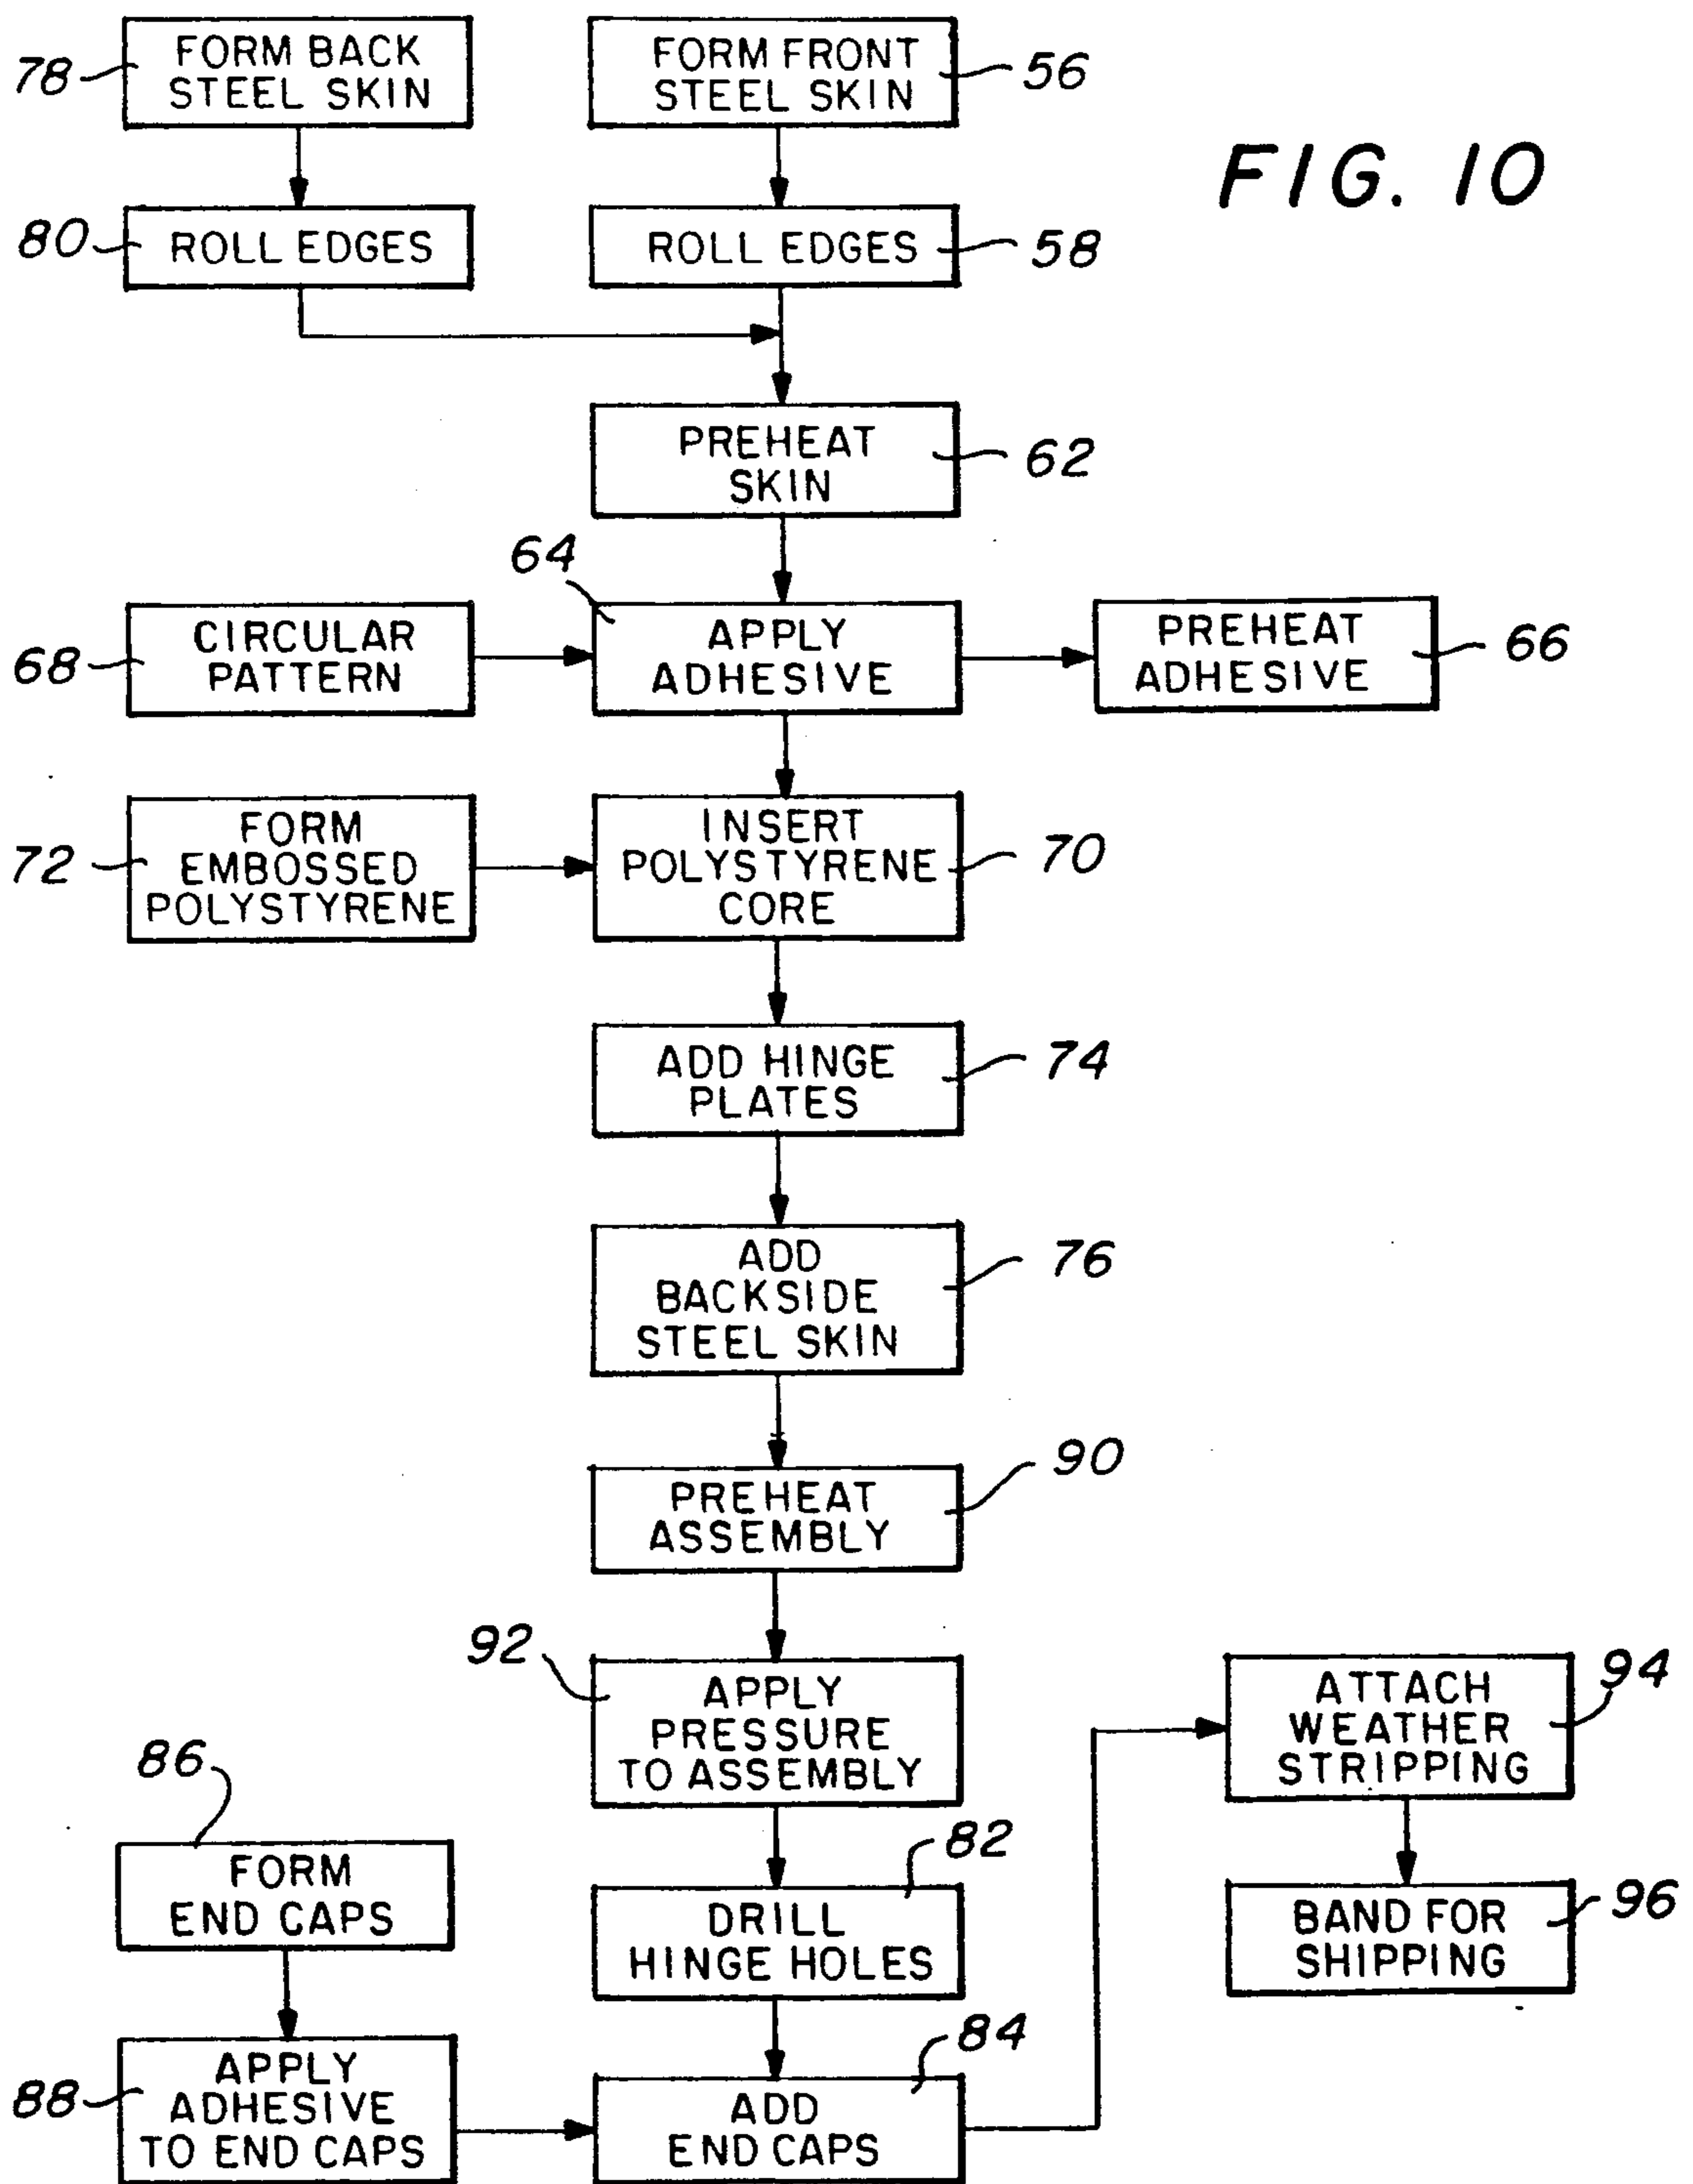 78
FORM BACK
STEEL SKIN
FORM FRONT
STEEL SKIN
56
FIG. 10
80
ROLL EDGES
ROLL EDGES
58
PREHEAT
SKIN
62
64
68
CIRCULAR
PATTERN
APPLY
ADHESIVE
PREHEAT
ADHESIVE
66
72
FORM
EMBOSSED
POLYSTYRENE
INSERT
POLYSTYRENE
CORE
70
ADD HINGE
PLATES
74
ADD
BACKSIDE
STEEL SKIN
76
PREHEAT
ASSEMBLY
90
92
APPLY
PRESSURE
TO ASSEMBLY
ATTACH
WEATHER
STRIPPING
94
86
FORM
END CAPS
82
DRILL
HINGE HOLES
BAND FOR
SHIPPING
96
88
APPLY
ADHESIVE
TO END CAPS
84
ADD
END CAPS